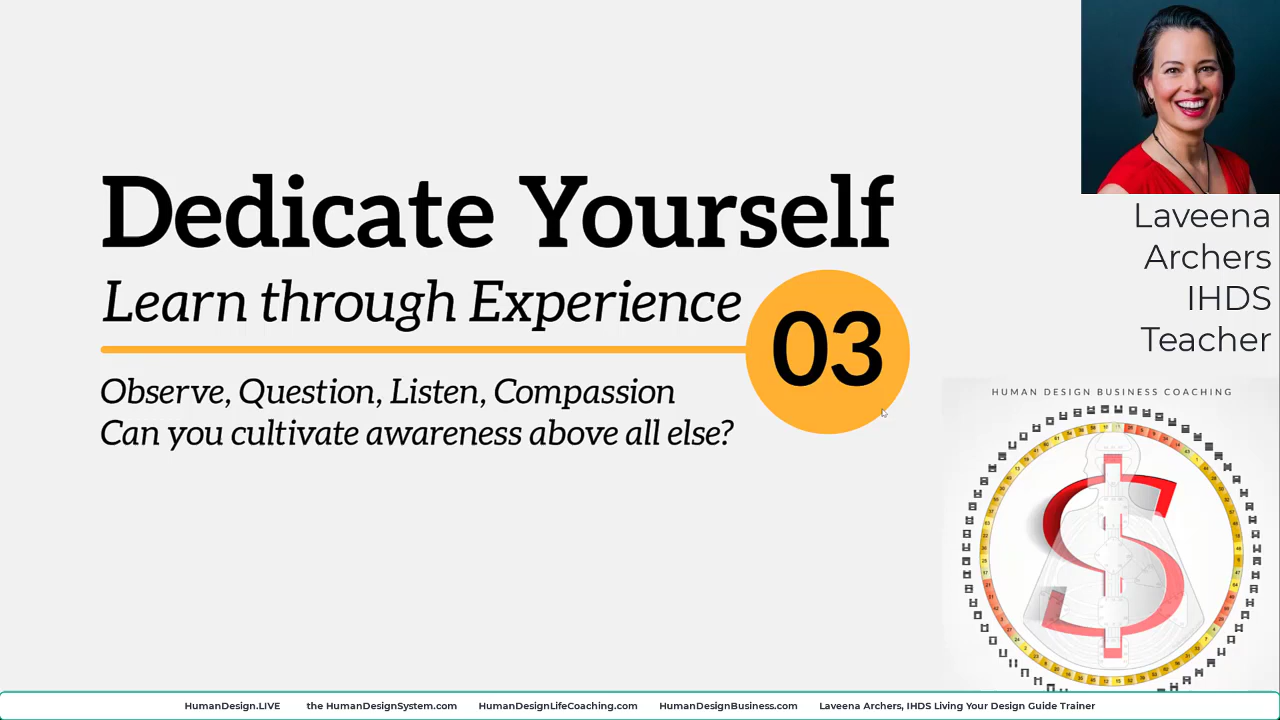 Dedicate Yourself
Learn through Experience
03
Observe, Question, Listen, Compassion
Can you cultivate awareness above all else?
Laveena
Archers
IHDS
Teacher
HUMAN DESIGN BUSINESS COACHING
HumanDesign.LIVE the HumanDesignSystem.com HumanDesignLifeCoaching.com HumanDesignBusiness.com Laveena Archers, IHDS Living Your Design Guide Trainer